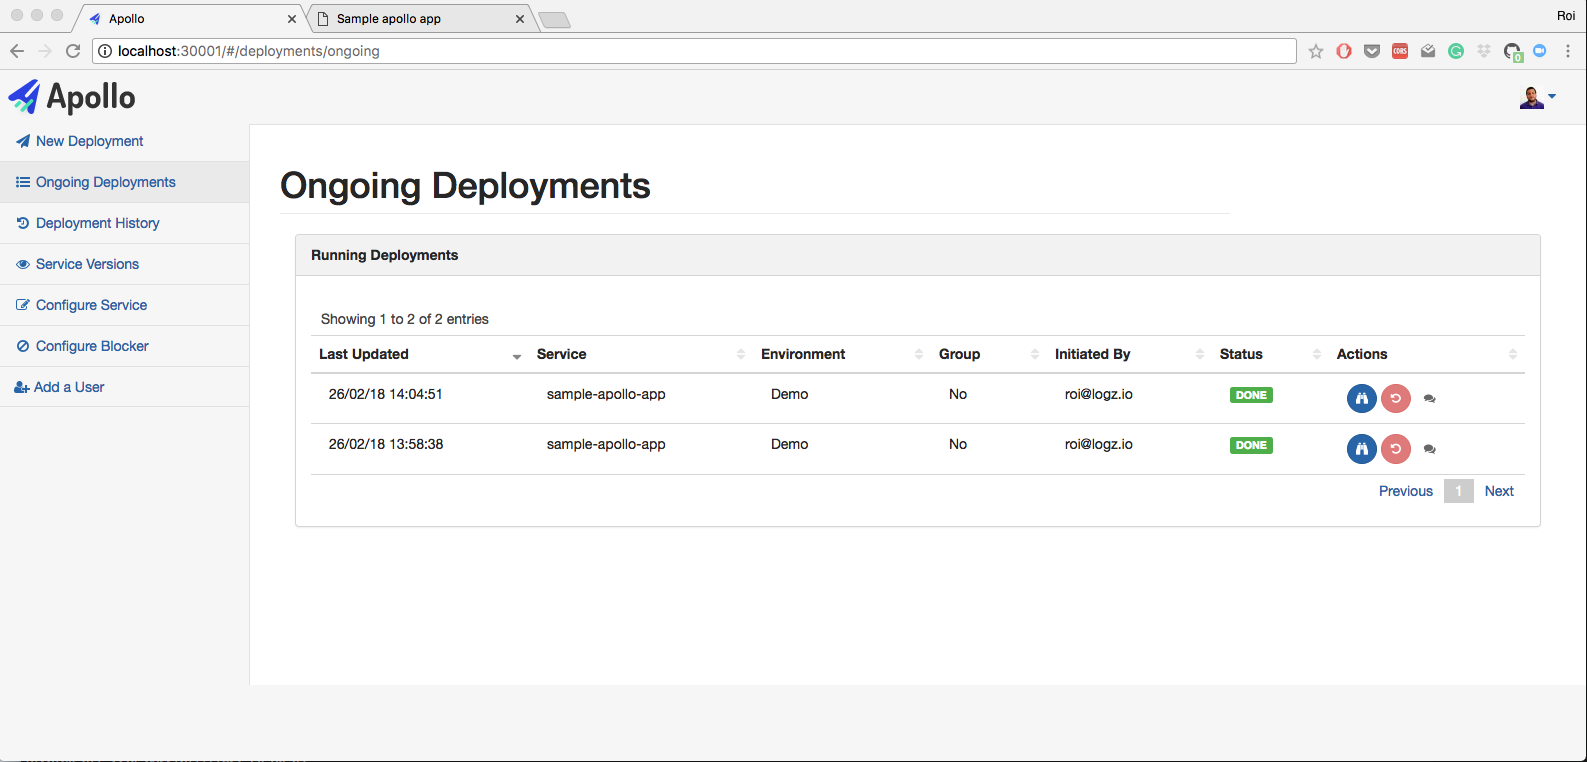 Apollo
Sample apollo app
Roi
localhost:30001/#/deployments/ongoing
CORS
0
Apollo
New Deployment
Ongoing Deployments
Deployment History
Service Versions
Configure Service
Configure Blocker
Add a User
Ongoing Deployments
Running Deployments
Showing 1 to 2 of 2 entries
Last Updated Service Environment Group Initiated By Status Actions
26/02/18 14:04:51 sample-apollo-app Demo No roi@logz.io DONE
26/02/18 13:58:38 sample-apollo-app Demo No roi@logz.io DONE
Previous 1 Next